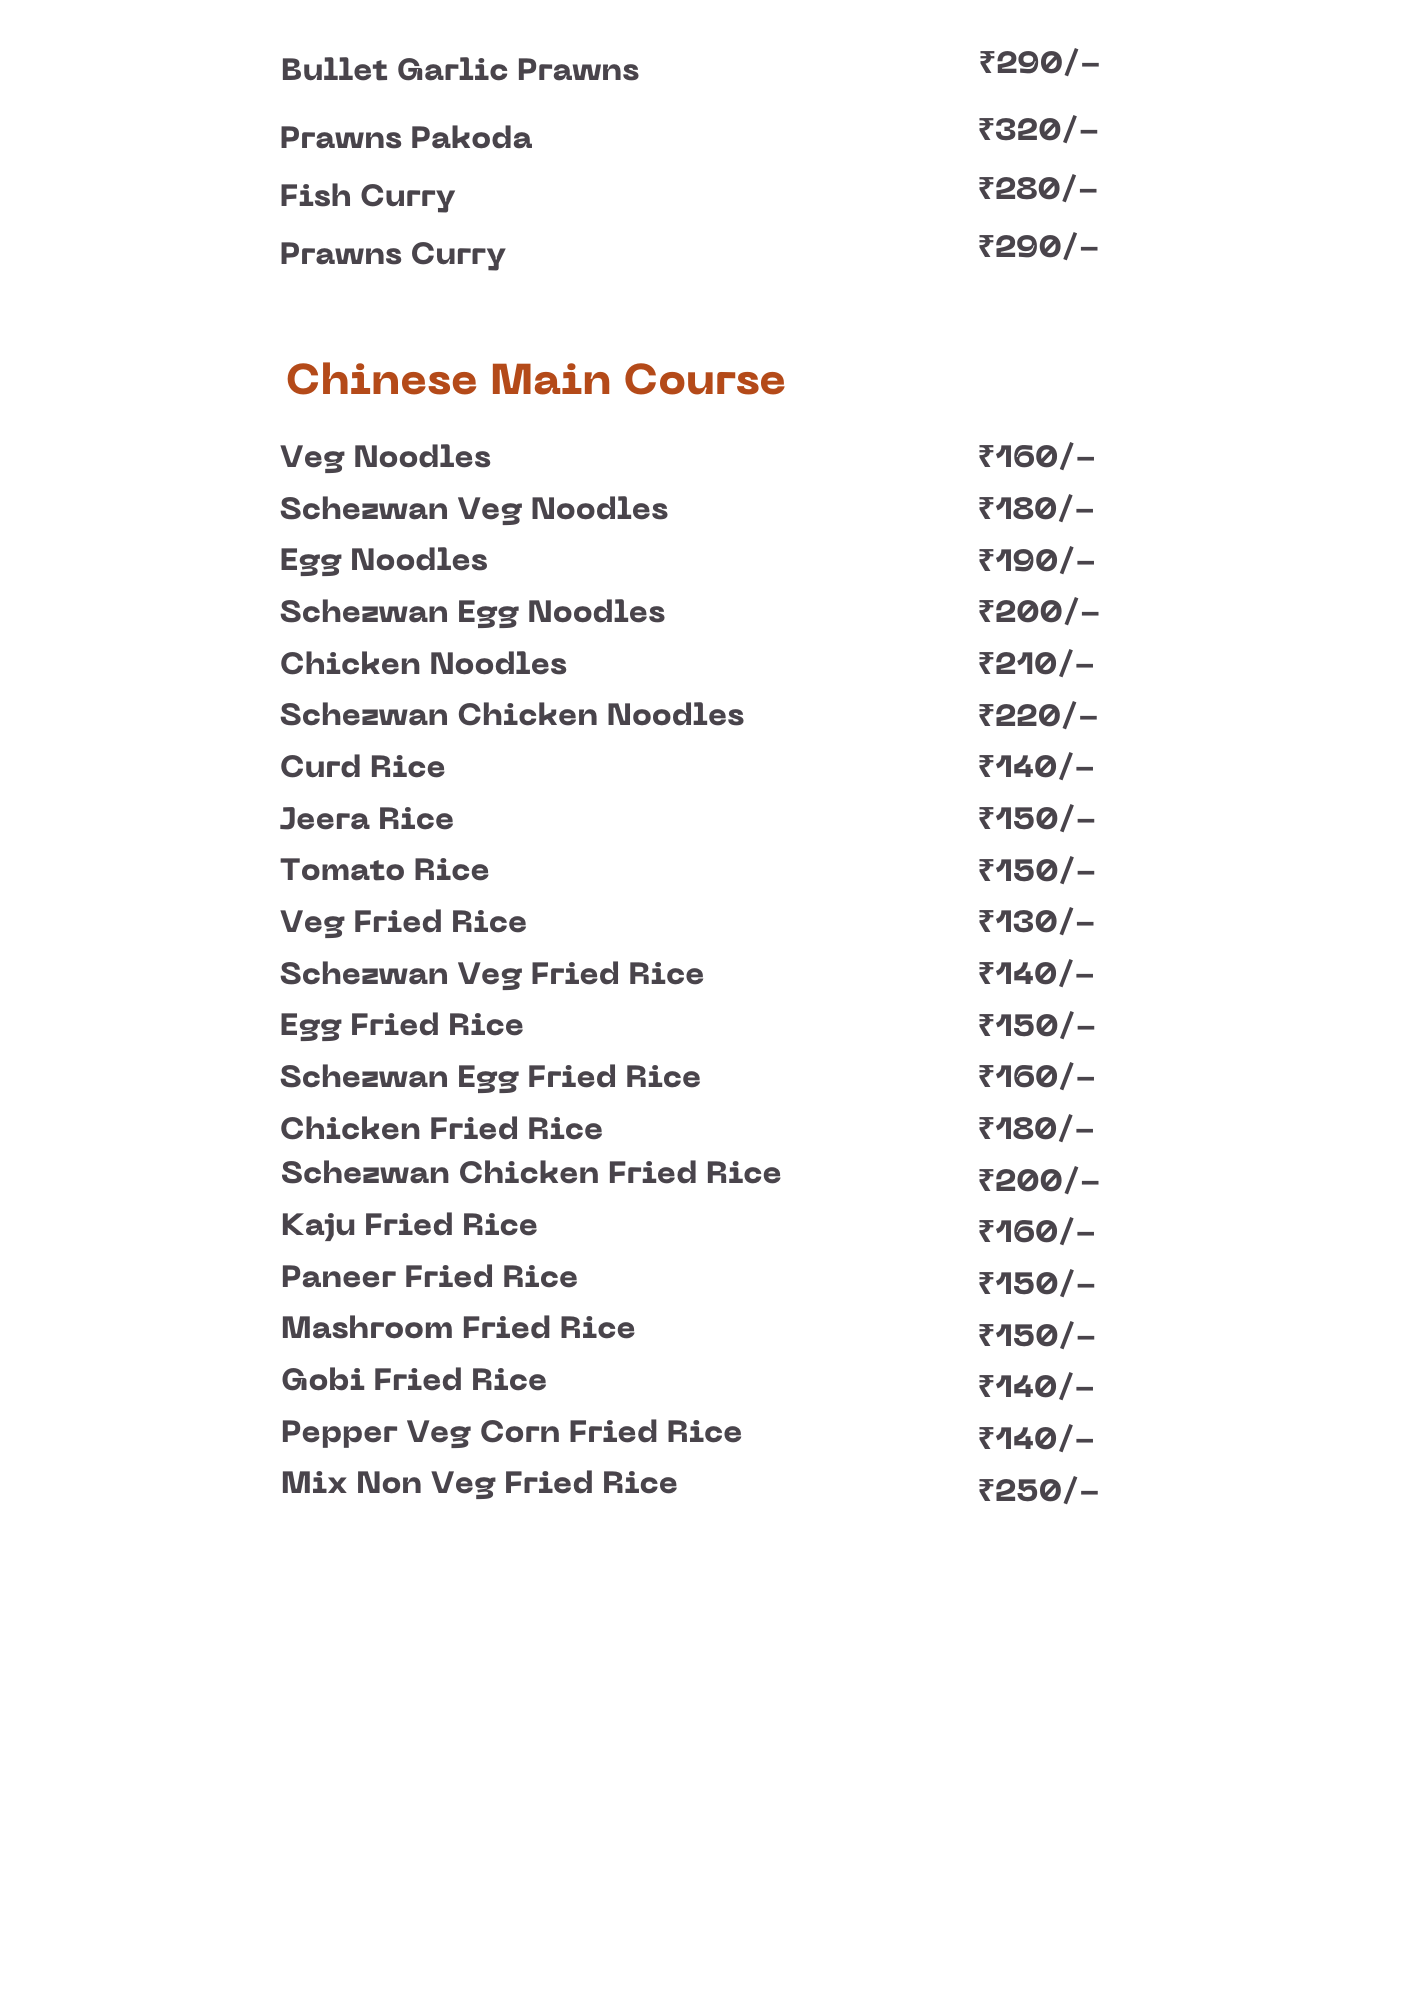 Bullet Garlic Prawns ₹290/-
Prawns Pakoda ₹320/-
Fish Curry ₹280/-
Prawns Curry ₹290/-
Chinese Main Course
Veg Noodles ₹160/-
Schezwan Veg Noodles ₹180/-
Egg Noodles ₹190/-
Schezwan Egg Noodles ₹200/-
Chicken Noodles ₹210/-
Schezwan Chicken Noodles ₹220/-
Curd Rice ₹140/-
Jeera Rice ₹150/-
Tomato Rice ₹150/-
Veg Fried Rice ₹130/-
Schezwan Veg Fried Rice ₹140/-
Egg Fried Rice ₹150/-
Schezwan Egg Fried Rice ₹160/-
Chicken Fried Rice ₹180/-
Schezwan Chicken Fried Rice ₹200/-
Kaju Fried Rice ₹160/-
Paneer Fried Rice ₹150/-
Mashroom Fried Rice ₹150/-
Gobi Fried Rice ₹140/-
Pepper Veg Corn Fried Rice ₹140/-
Mix Non Veg Fried Rice ₹250/-